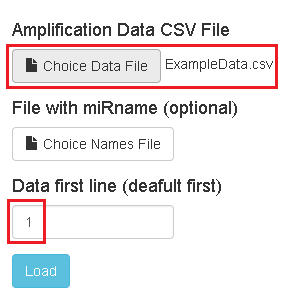 Amplification Data CSV File
Choice Data File ExampleData.csv
File with miRname (optional)
Choice Names File
Data first line (deafult first)
1
Load